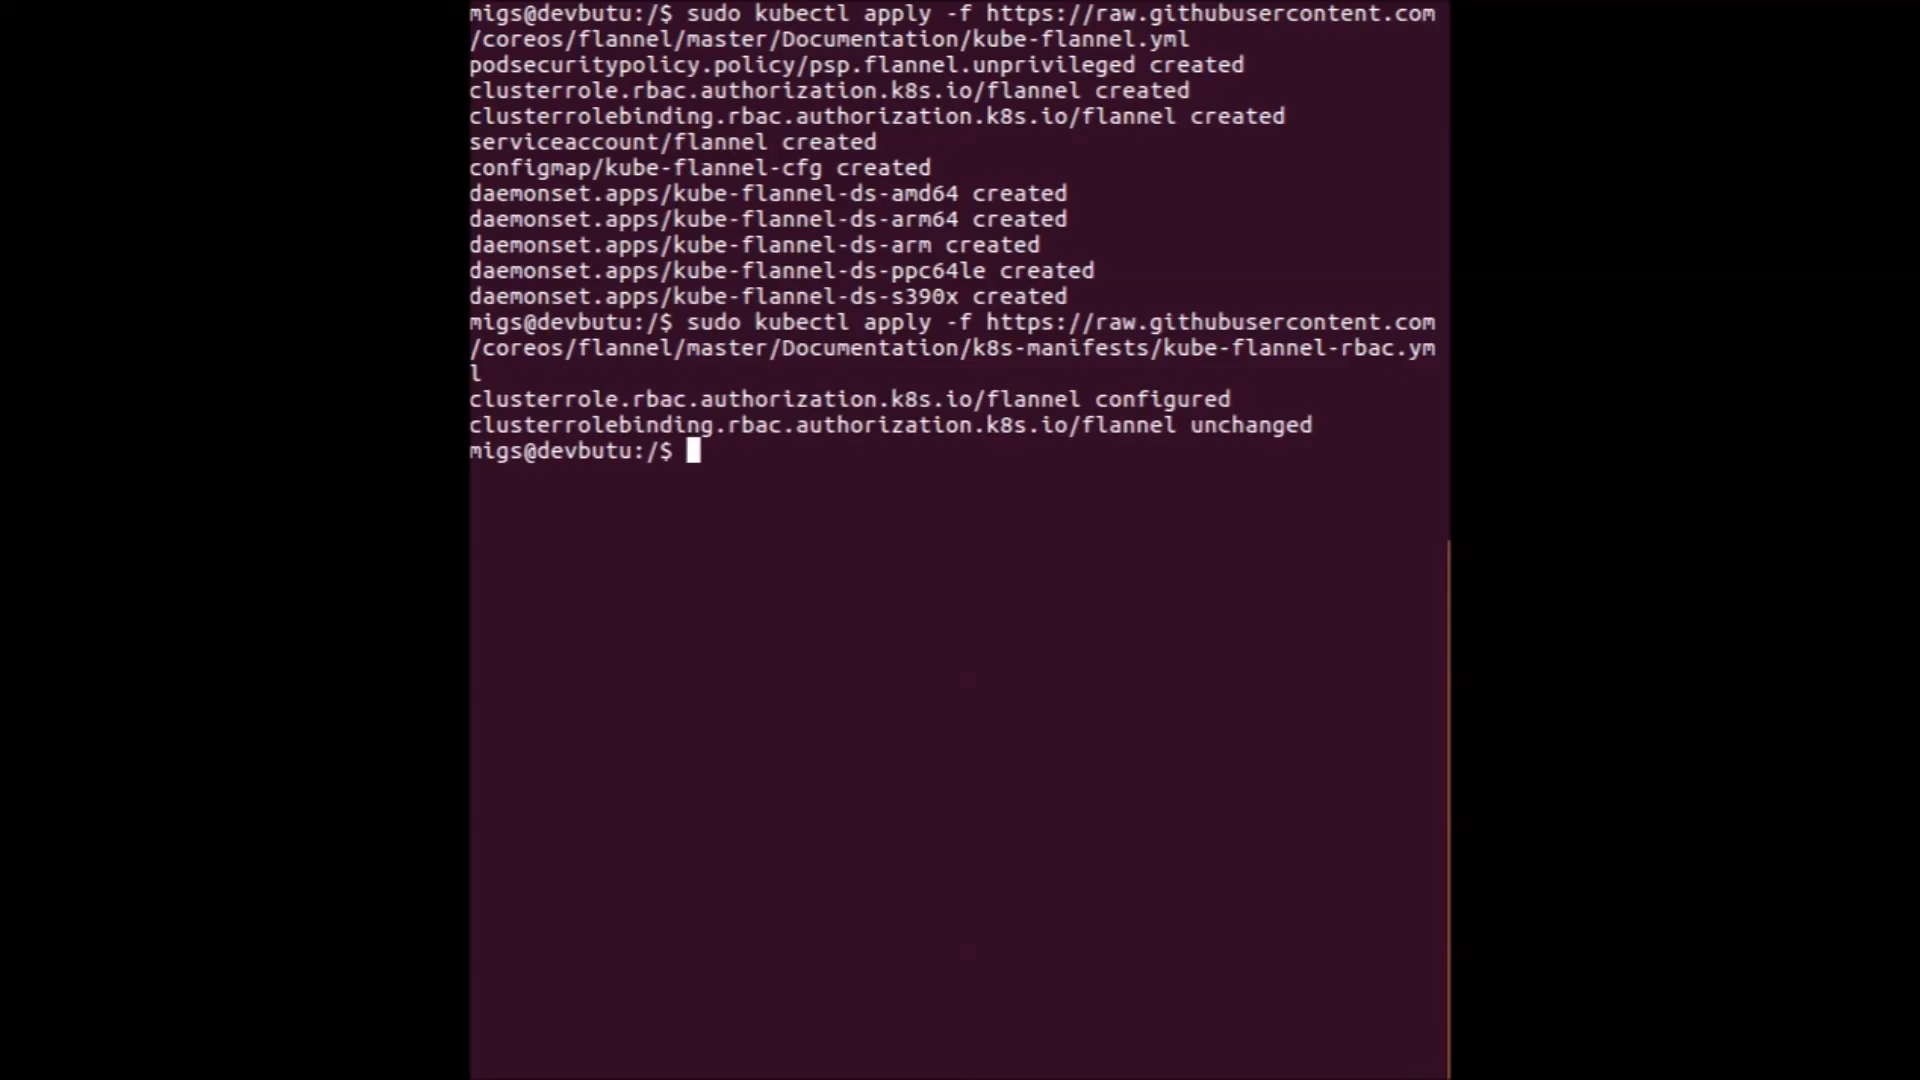 migs@devbutu:/$ sudo kubectl apply -f https://raw.githubusercontent.com
/coreos/flannel/master/Documentation/kube-flannel.yml
podsecuritypolicy.policy/psp.flannel.unprivileged created
clusterrole.rbac.authorization.k8s.io/flannel created
clusterrolebinding.rbac.authorization.k8s.io/flannel created
serviceaccount/flannel created
configmap/kube-flannel-cfg created
daemonset.apps/kube-flannel-ds-amd64 created
daemonset.apps/kube-flannel-ds-arm64 created
daemonset.apps/kube-flannel-ds-arm created
daemonset.apps/kube-flannel-ds-ppc64le created
daemonset.apps/kube-flannel-ds-s390x created
migs@devbutu:/$ sudo kubectl apply -f https://raw.githubusercontent.com
/coreos/flannel/master/Documentation/k8s-manifests/kube-flannel-rbac.ym
l
clusterrole.rbac.authorization.k8s.io/flannel configured
clusterrolebinding.rbac.authorization.k8s.io/flannel unchanged
migs@devbutu:/$